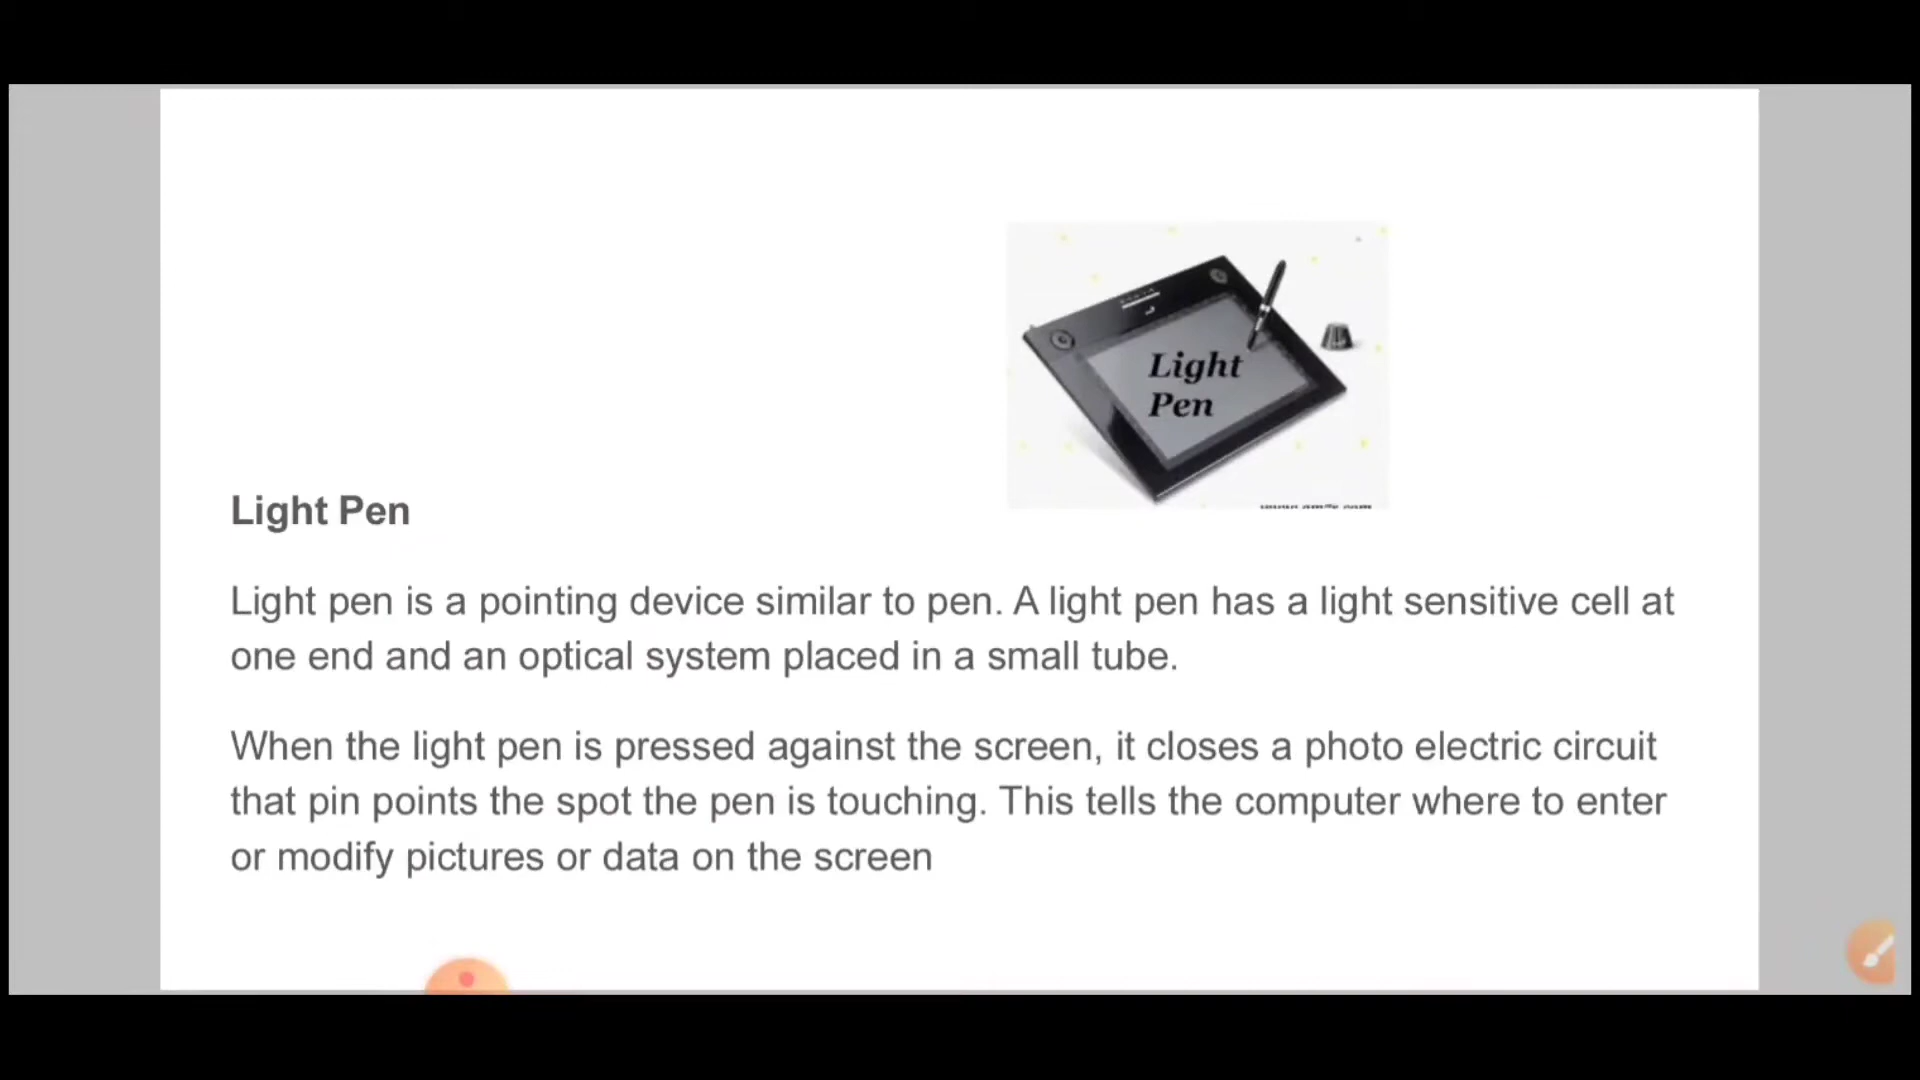 Light
Pen
Light Pen
Light pen is a pointing device similar to pen. A light pen has a light sensitive cell at
one end and an optical system placed in a small tube.
When the light pen is pressed against the screen, it closes a photo electric circuit
that pin points the spot the pen is touching. This tells the computer where to enter
or modify pictures or data on the screen